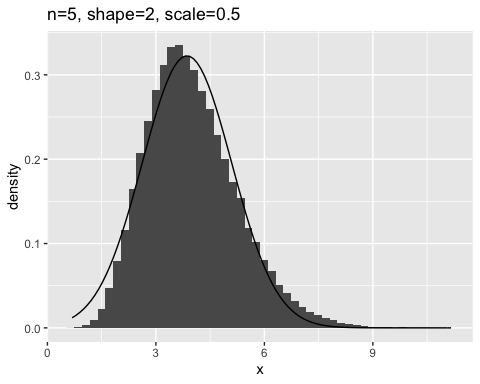 n=5, shape=2, scale=0.5
density
0.3
0.2
0.1
0.0
0 3 6 9
x